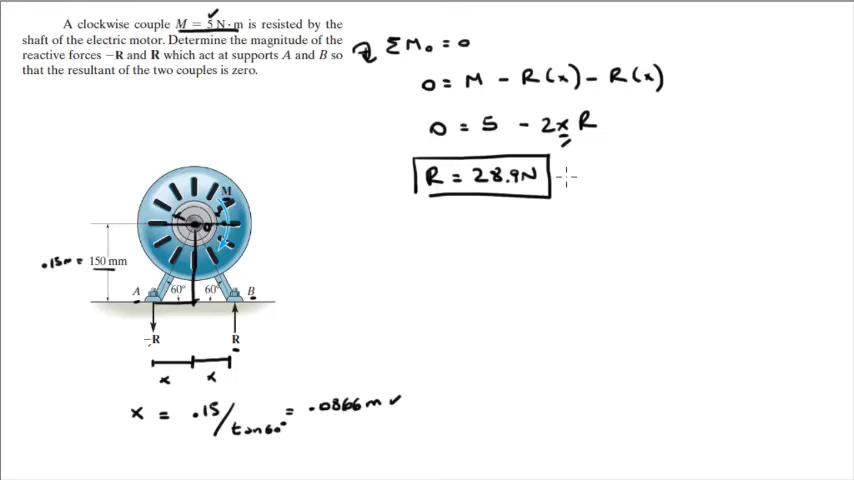 A clockwise couple M = 5 N · m is resisted by the
shaft of the electric motor. Determine the magnitude of the
reactive forces −R and R which act at supports A and B so
that the resultant of the two couples is zero.
ΣMo = 0
0 = M - R(x) - R(x)
0 = 5 - 2x R
R = 28.9N
M
O
.15m = 150 mm
A
60°
60°
B
−R
R
x
x
x = .15/tan60° = .0866m